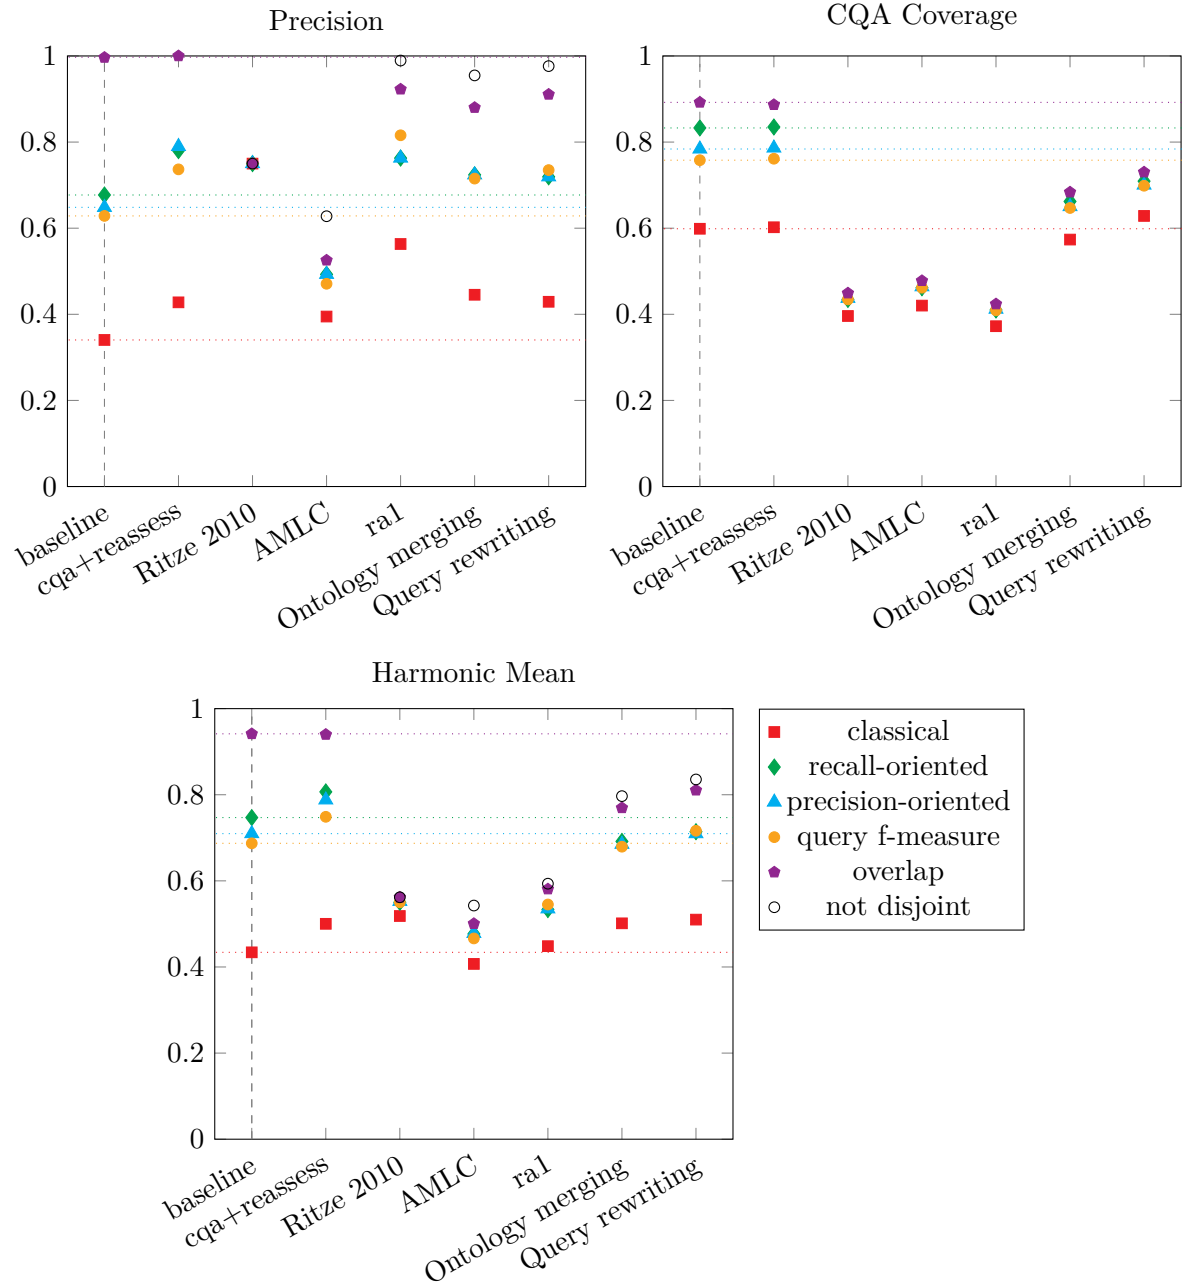 Precision
1
0.8
0.6
0.4
0.2
0
baseline
cqa+reassess
Ritze 2010
AMLC
ra1
Ontology merging
Query rewriting
CQA Coverage
1
0.8
0.6
0.4
0.2
0
baseline
cqa+reassess
Ritze 2010
AMLC
ra1
Ontology merging
Query rewriting
Harmonic Mean
1
0.8
0.6
0.4
0.2
0
baseline
cqa+reassess
Ritze 2010
AMLC
ra1
Ontology merging
Query rewriting
classical
recall-oriented
precision-oriented
query f-measure
overlap
not disjoint